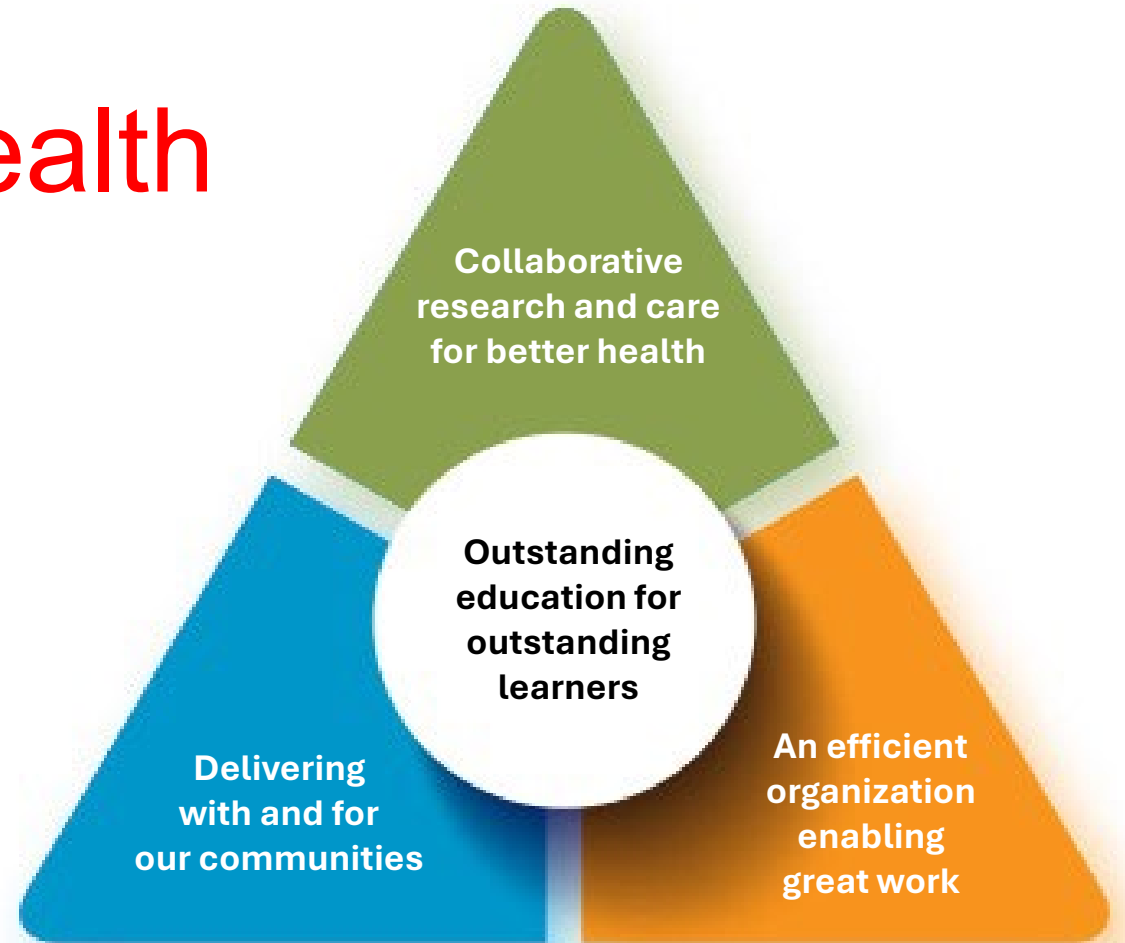 ealth
Collaborative
research and care
for better health
Outstanding
education for
outstanding
learners
Delivering
with and for
our communities
An efficient
organization
enabling
great work